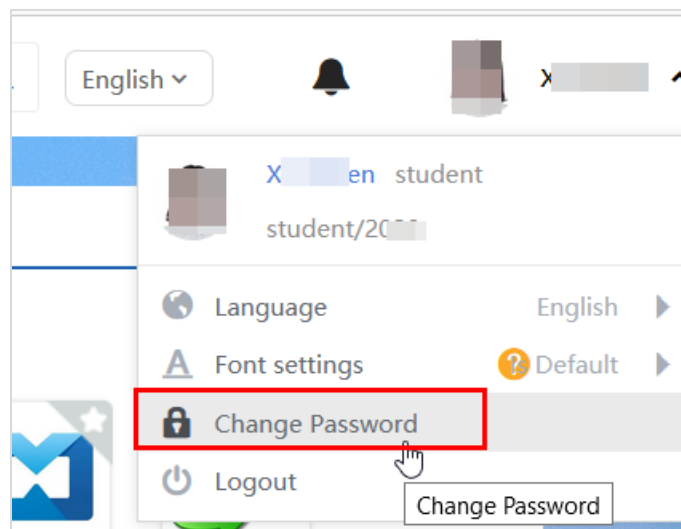 English
X
X en student
student/20
Language English
Font settings Default
Change Password
Logout
Change Password